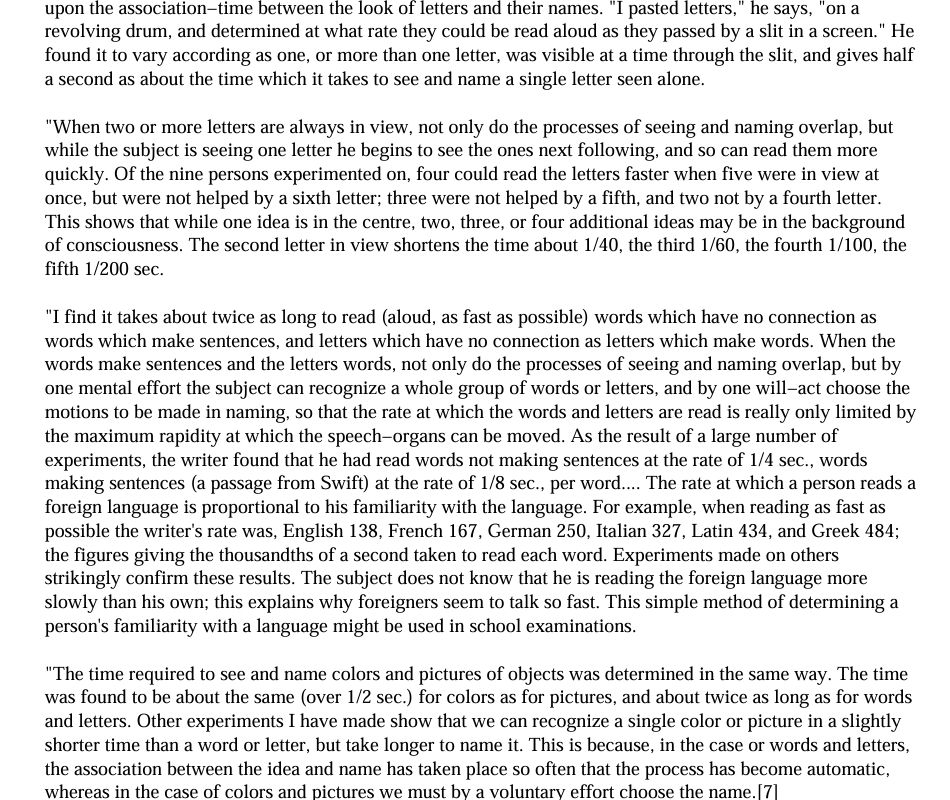 upon the association−time between the look of letters and their names. "I pasted letters," he says, "on a
revolving drum, and determined at what rate they could be read aloud as they passed by a slit in a screen." He
found it to vary according as one, or more than one letter, was visible at a time through the slit, and gives half
a second as about the time which it takes to see and name a single letter seen alone.
"When two or more letters are always in view, not only do the processes of seeing and naming overlap, but
while the subject is seeing one letter he begins to see the ones next following, and so can read them more
quickly. Of the nine persons experimented on, four could read the letters faster when five were in view at
once, but were not helped by a sixth letter; three were not helped by a fifth, and two not by a fourth letter.
This shows that while one idea is in the centre, two, three, or four additional ideas may be in the background
of consciousness. The second letter in view shortens the time about 1/40, the third 1/60, the fourth 1/100, the
fifth 1/200 sec.
"I find it takes about twice as long to read (aloud, as fast as possible) words which have no connection as
words which make sentences, and letters which have no connection as letters which make words. When the
words make sentences and the letters words, not only do the processes of seeing and naming overlap, but by
one mental effort the subject can recognize a whole group of words or letters, and by one will−act choose the
motions to be made in naming, so that the rate at which the words and letters are read is really only limited by
the maximum rapidity at which the speech−organs can be moved. As the result of a large number of
experiments, the writer found that he had read words not making sentences at the rate of 1/4 sec., words
making sentences (a passage from Swift) at the rate of 1/8 sec., per word.... The rate at which a person reads a
foreign language is proportional to his familiarity with the language. For example, when reading as fast as
possible the writer's rate was, English 138, French 167, German 250, Italian 327, Latin 434, and Greek 484;
the figures giving the thousandths of a second taken to read each word. Experiments made on others
strikingly confirm these results. The subject does not know that he is reading the foreign language more
slowly than his own; this explains why foreigners seem to talk so fast. This simple method of determining a
person's familiarity with a language might be used in school examinations.
"The time required to see and name colors and pictures of objects was determined in the same way. The time
was found to be about the same (over 1/2 sec.) for colors as for pictures, and about twice as long as for words
and letters. Other experiments I have made show that we can recognize a single color or picture in a slightly
shorter time than a word or letter, but take longer to name it. This is because, in the case or words and letters,
the association between the idea and name has taken place so often that the process has become automatic,
whereas in the case of colors and pictures we must by a voluntary effort choose the name.[7]